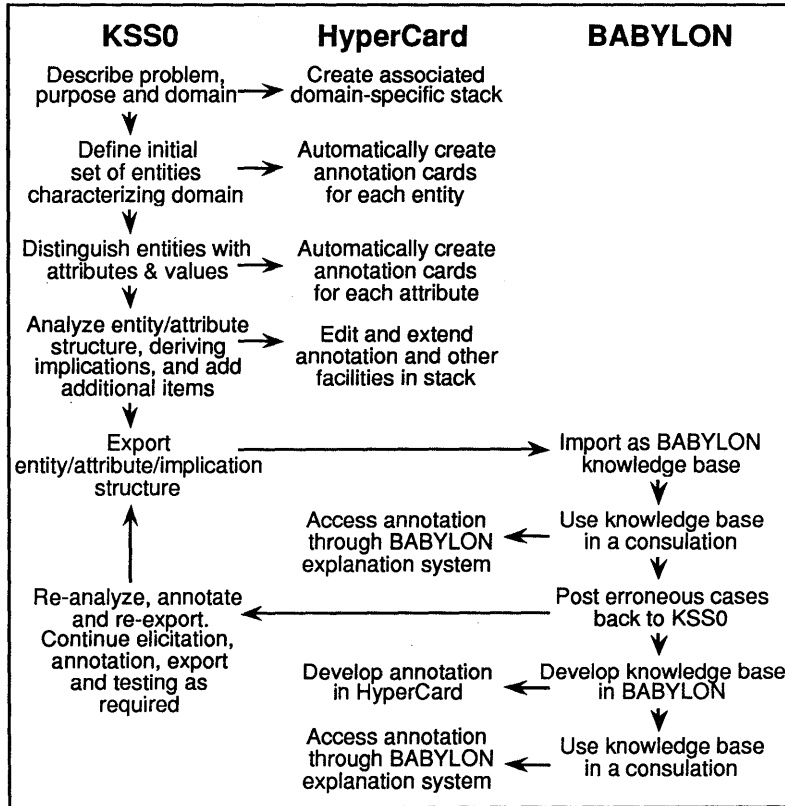 KSS0 HyperCard BABYLON
Describe problem,
purpose and domain
Create associated
domain-specific stack
Define initial
set of entities
characterizing domain
Automatically create
annotation cards
for each entity
Distinguish entities with
attributes & values
Automatically create
annotation cards
for each attribute
Analyze entity/attribute
structure, deriving
implications, and add
additional items
Edit and extend
annotation and other
facilities in stack
Export
entity/attribute/implication
structure
Import as BABYLON
knowledge base
Access annotation
through BABYLON
explanation system
Use knowledge base
in a consulation
Re-analyze, annotate
and re-export.
Continue elicitation,
annotation, export
and testing as
required
Post erroneous cases
back to KSS0
Develop annotation
in HyperCard
Develop knowledge base
in BABYLON
Access annotation
through BABYLON
explanation system
Use knowledge base
in a consulation